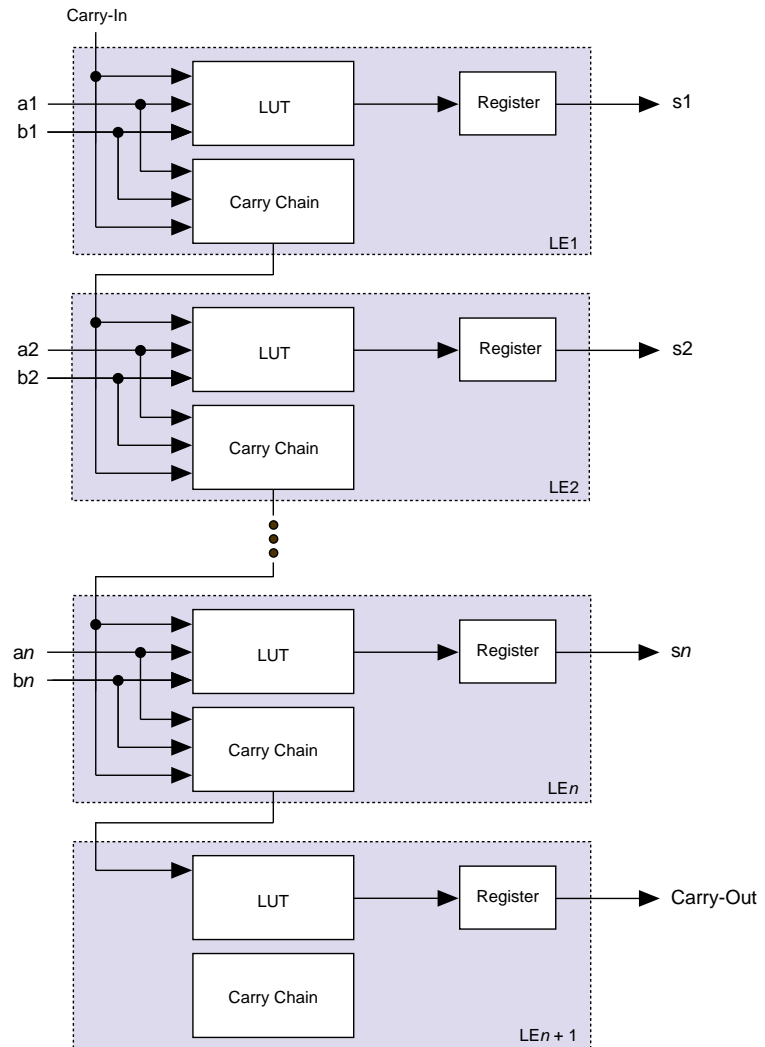 Carry-In
a1
b1
LUT
Register
s1
Carry Chain
LE1
a2
b2
LUT
Register
s2
Carry Chain
LE2
an
bn
LUT
Register
sn
Carry Chain
LEn
LUT
Register
Carry-Out
Carry Chain
LEn + 1